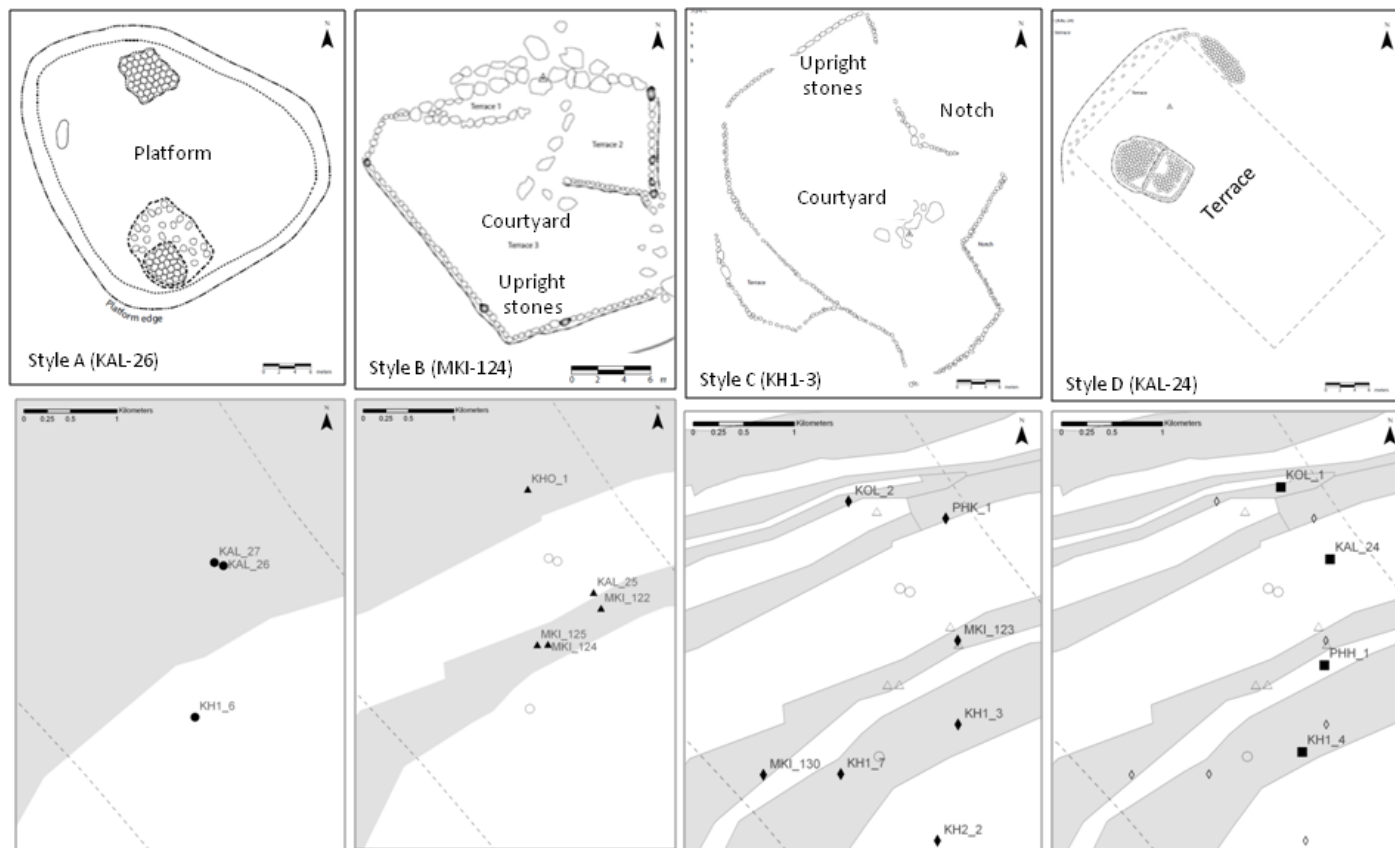 N
Platform
Platform edge
meters
Style A (KAL-26)
N
Terrace 1
Terrace 2
Courtyard
Terrace 3
Upright
stones
0 2 4 6 m
Style B (MKI-124)
N
Upright
stones
Notch
Courtyard
Notch
Terrace
meters
Style C (KH1-3)
N
Terrace
Terrace
meters
Style D (KAL-24)
Kilometers
0 0.25 0.5 1
N
KAL_27
KAL_26
KH1_6
Kilometers
0 0.25 0.5 1
N
KHO_1
KAL_25
MKI_122
MKI_125
MKI_124
Kilometers
0 0.25 0.5 1
N
KOL_2
PHK_1
MKI_123
KH1_3
MKI_130
KH1_7
KH2_2
Kilometers
0 0.25 0.5 1
N
KOL_1
KAL_24
PHH_1
KH1_4